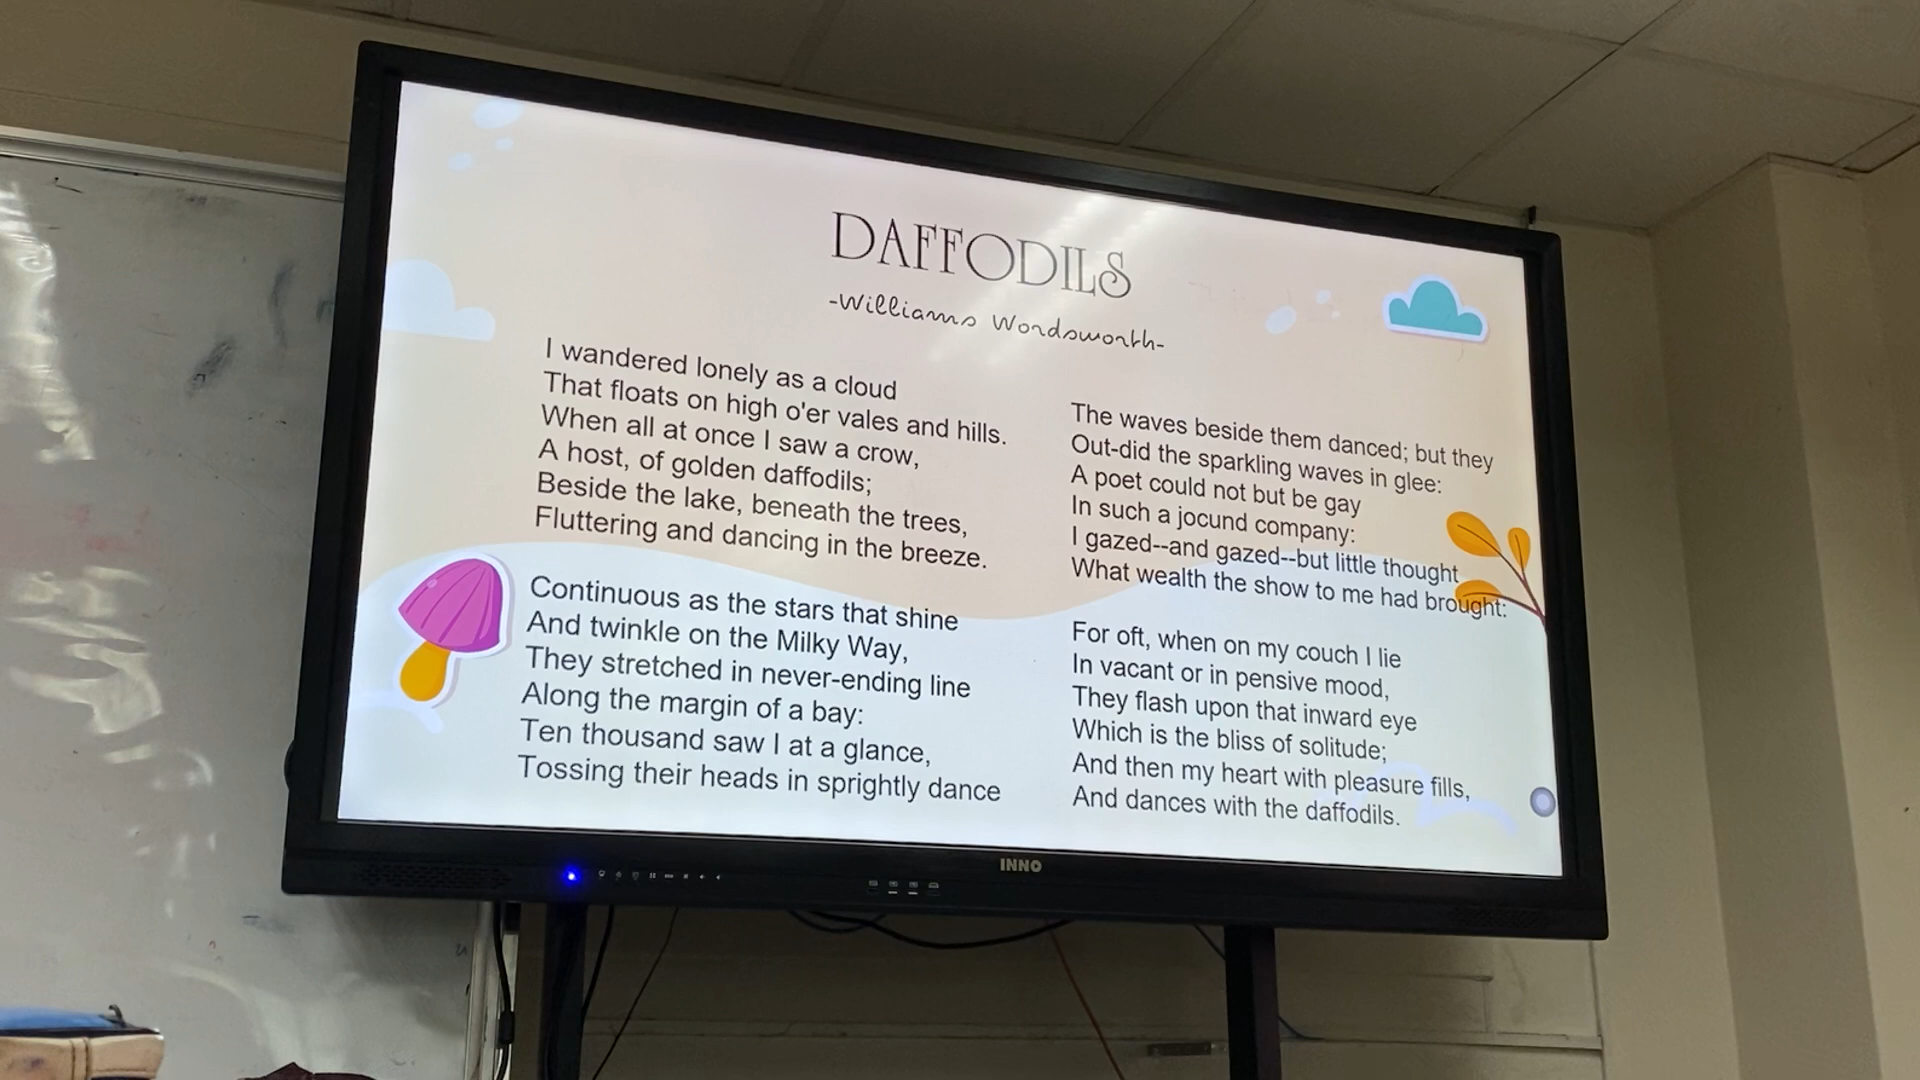 DAFFODILS
-Williams Wordsworth-
I wandered lonely as a cloud
That floats on high o'er vales and hills.
When all at once I saw a crow,
A host, of golden daffodils;
Beside the lake, beneath the trees,
Fluttering and dancing in the breeze.
Continuous as the stars that shine
And twinkle on the Milky Way,
They stretched in never-ending line
Along the margin of a bay:
Ten thousand saw I at a glance,
Tossing their heads in sprightly dance
The waves beside them danced; but they
Out-did the sparkling waves in glee:
A poet could not but be gay
In such a jocund company:
I gazed--and gazed--but little thought
What wealth the show to me had brought:
For oft, when on my couch I lie
In vacant or in pensive mood,
They flash upon that inward eye
Which is the bliss of solitude;
And then my heart with pleasure fills,
And dances with the daffodils.
INNO